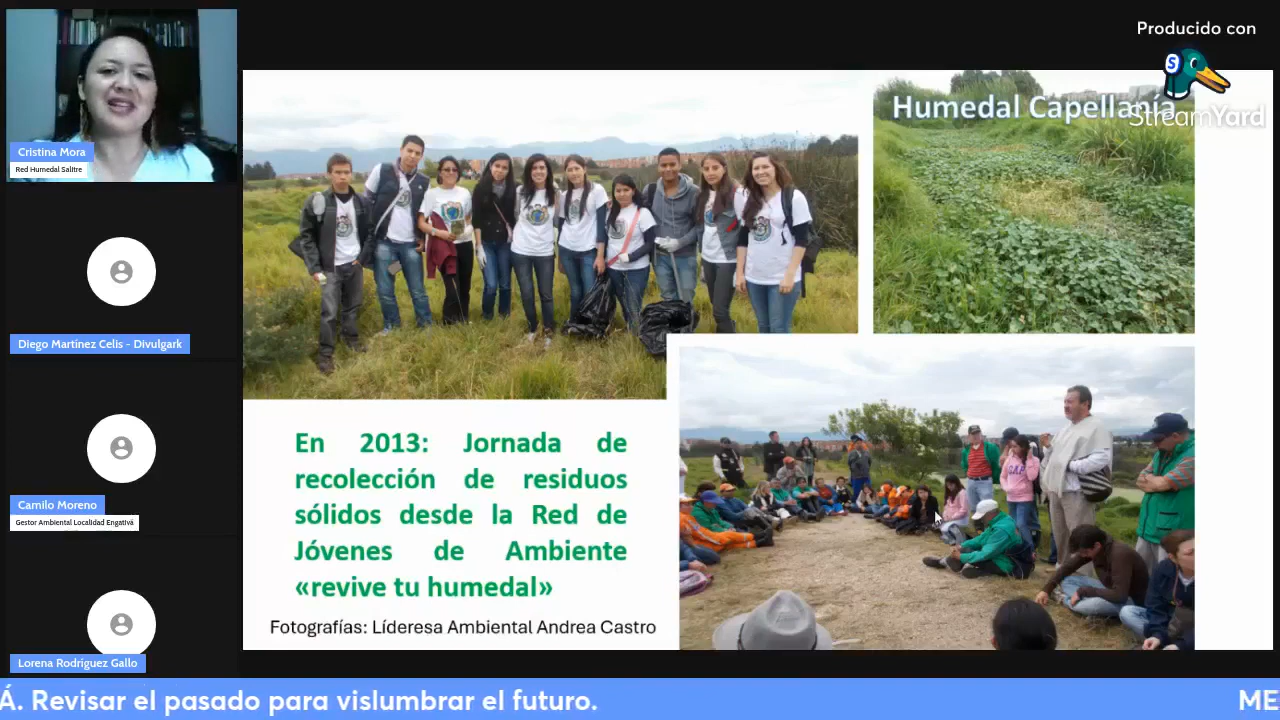 Producido con
StreamYard
Cristina Mora
Red Humedal Salitre
Humedal Capellanía
Diego Martínez Celis - Divulgark
Camilo Moreno
Gestor Ambiental Localidad Engativá
Lorena Rodríguez Gallo
En 2013: Jornada de
recolección de residuos
sólidos desde la Red de
Jóvenes de Ambiente
«revive tu humedal»
Fotografías: Líderesa Ambiental Andrea Castro
Á. Revisar el pasado para vislumbrar el futuro.
ME